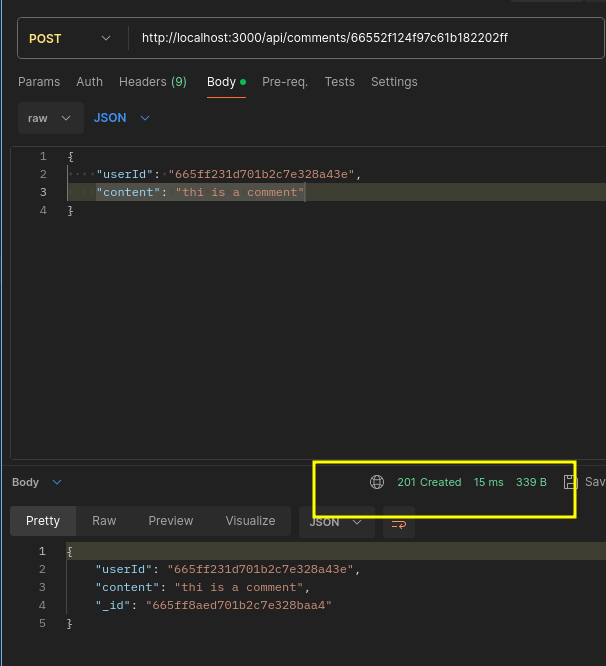 POST http://localhost:3000/api/comments/66552f124f97c61b182202ff
Params Auth Headers (9) Body Pre-req. Tests Settings
raw JSON
1 {
2 "userId": "665ff231d701b2c7e328a43e",
3 "content": "thi is a comment"
4 }
Body 201 Created 15 ms 339 B Sav
Pretty Raw Preview Visualize JSON
1 {
2 "userId": "665ff231d701b2c7e328a43e",
3 "content": "thi is a comment",
4 "_id": "665ff8aed701b2c7e328baa4"
5 }